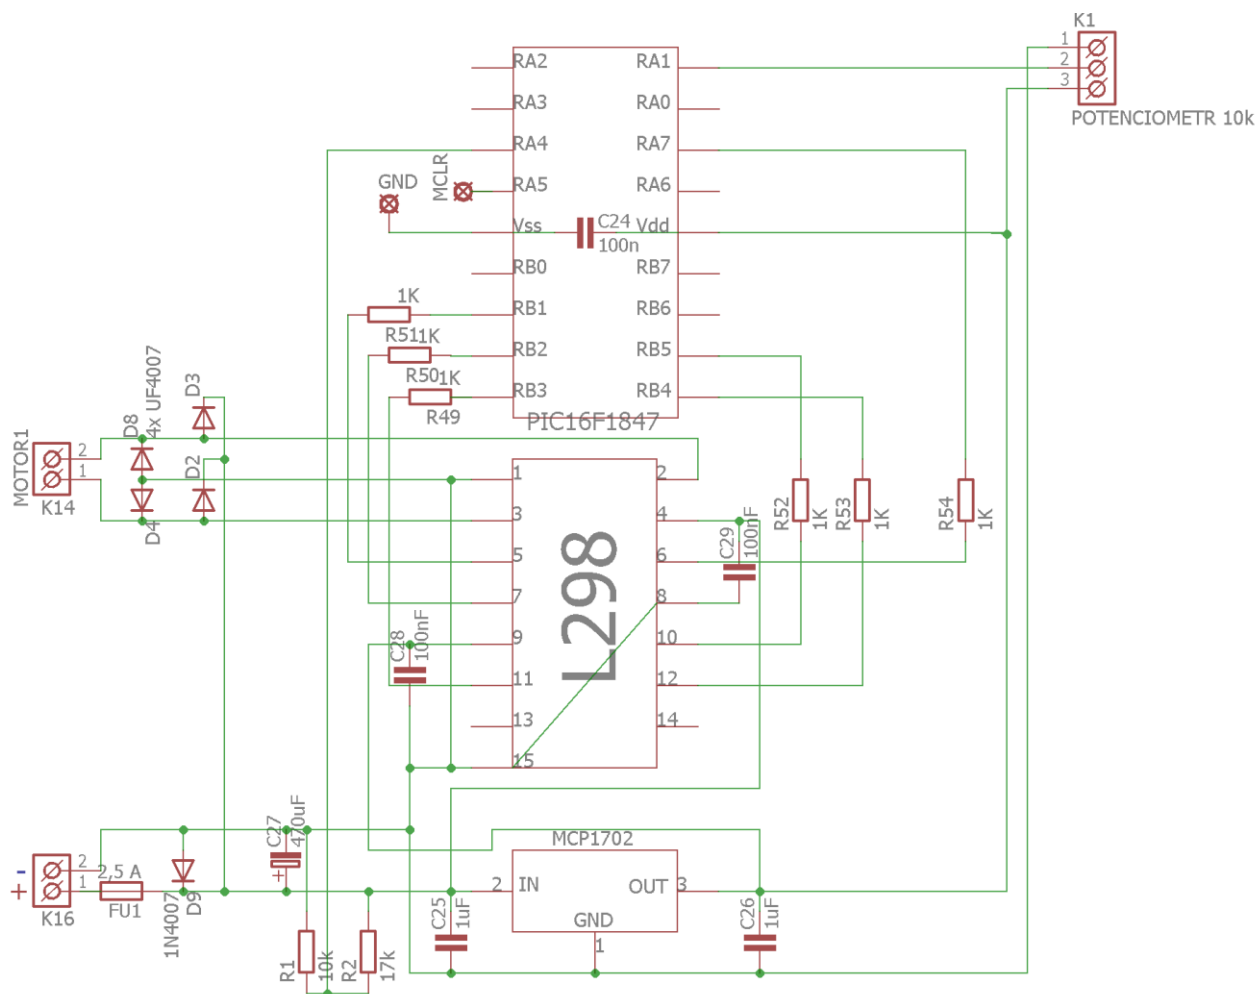 K1
1
2
3
POTENCIOMETR 10k
RA2
RA1
RA3
RA0
RA4
RA7
MCLR
RA5
RA6
GND
Vss
C24
100n
Vdd
RB0
RB7
1K
RB1
RB6
R51
1K
RB2
RB5
R50
1K
RB3
RB4
R49
PIC16F1847
4x UF4007
D8
D3
MOTOR1
2
1
K14
D2
D4
1
2
3
4
5
6
7
8
9
10
11
12
13
14
15
L298
C29
100nF
R52
1K
R53
1K
R54
1K
C28
100nF
C27
470uF
+
-
+
2
1
K16
2,5 A
FU1
1N4007
D9
MCP1702
2
IN
OUT
3
GND
1
C25
1uF
C26
1uF
R1
10k
R2
17k